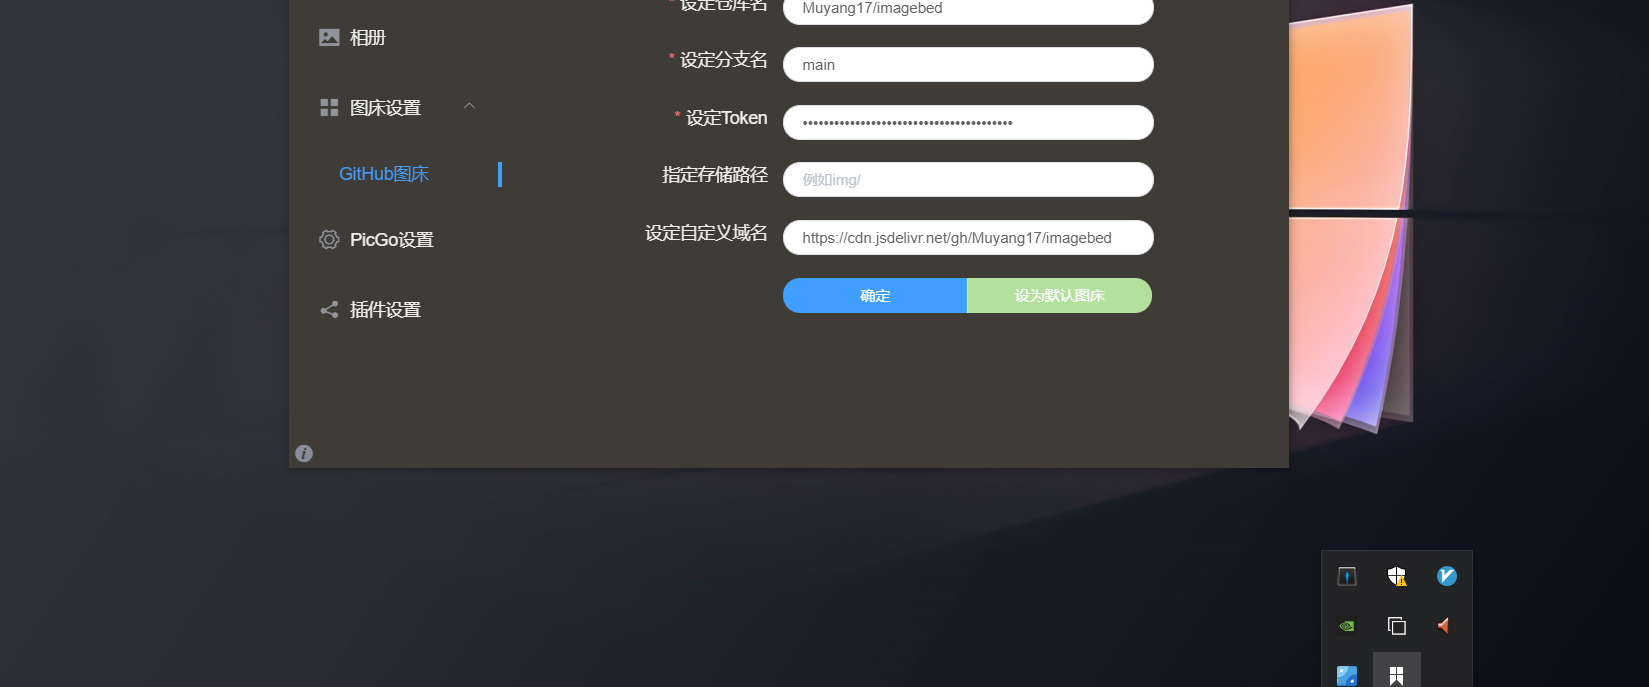 相册
图床设置
GitHub图床
PicGo设置
插件设置
* 设定仓库名
Muyang17/imagebed
* 设定分支名
main
* 设定Token
••••••••••••••••••••••••••••••••••••••••
指定存储路径
例如img/
设定自定义域名
https://cdn.jsdelivr.net/gh/Muyang17/imagebed
确定
设为默认图床